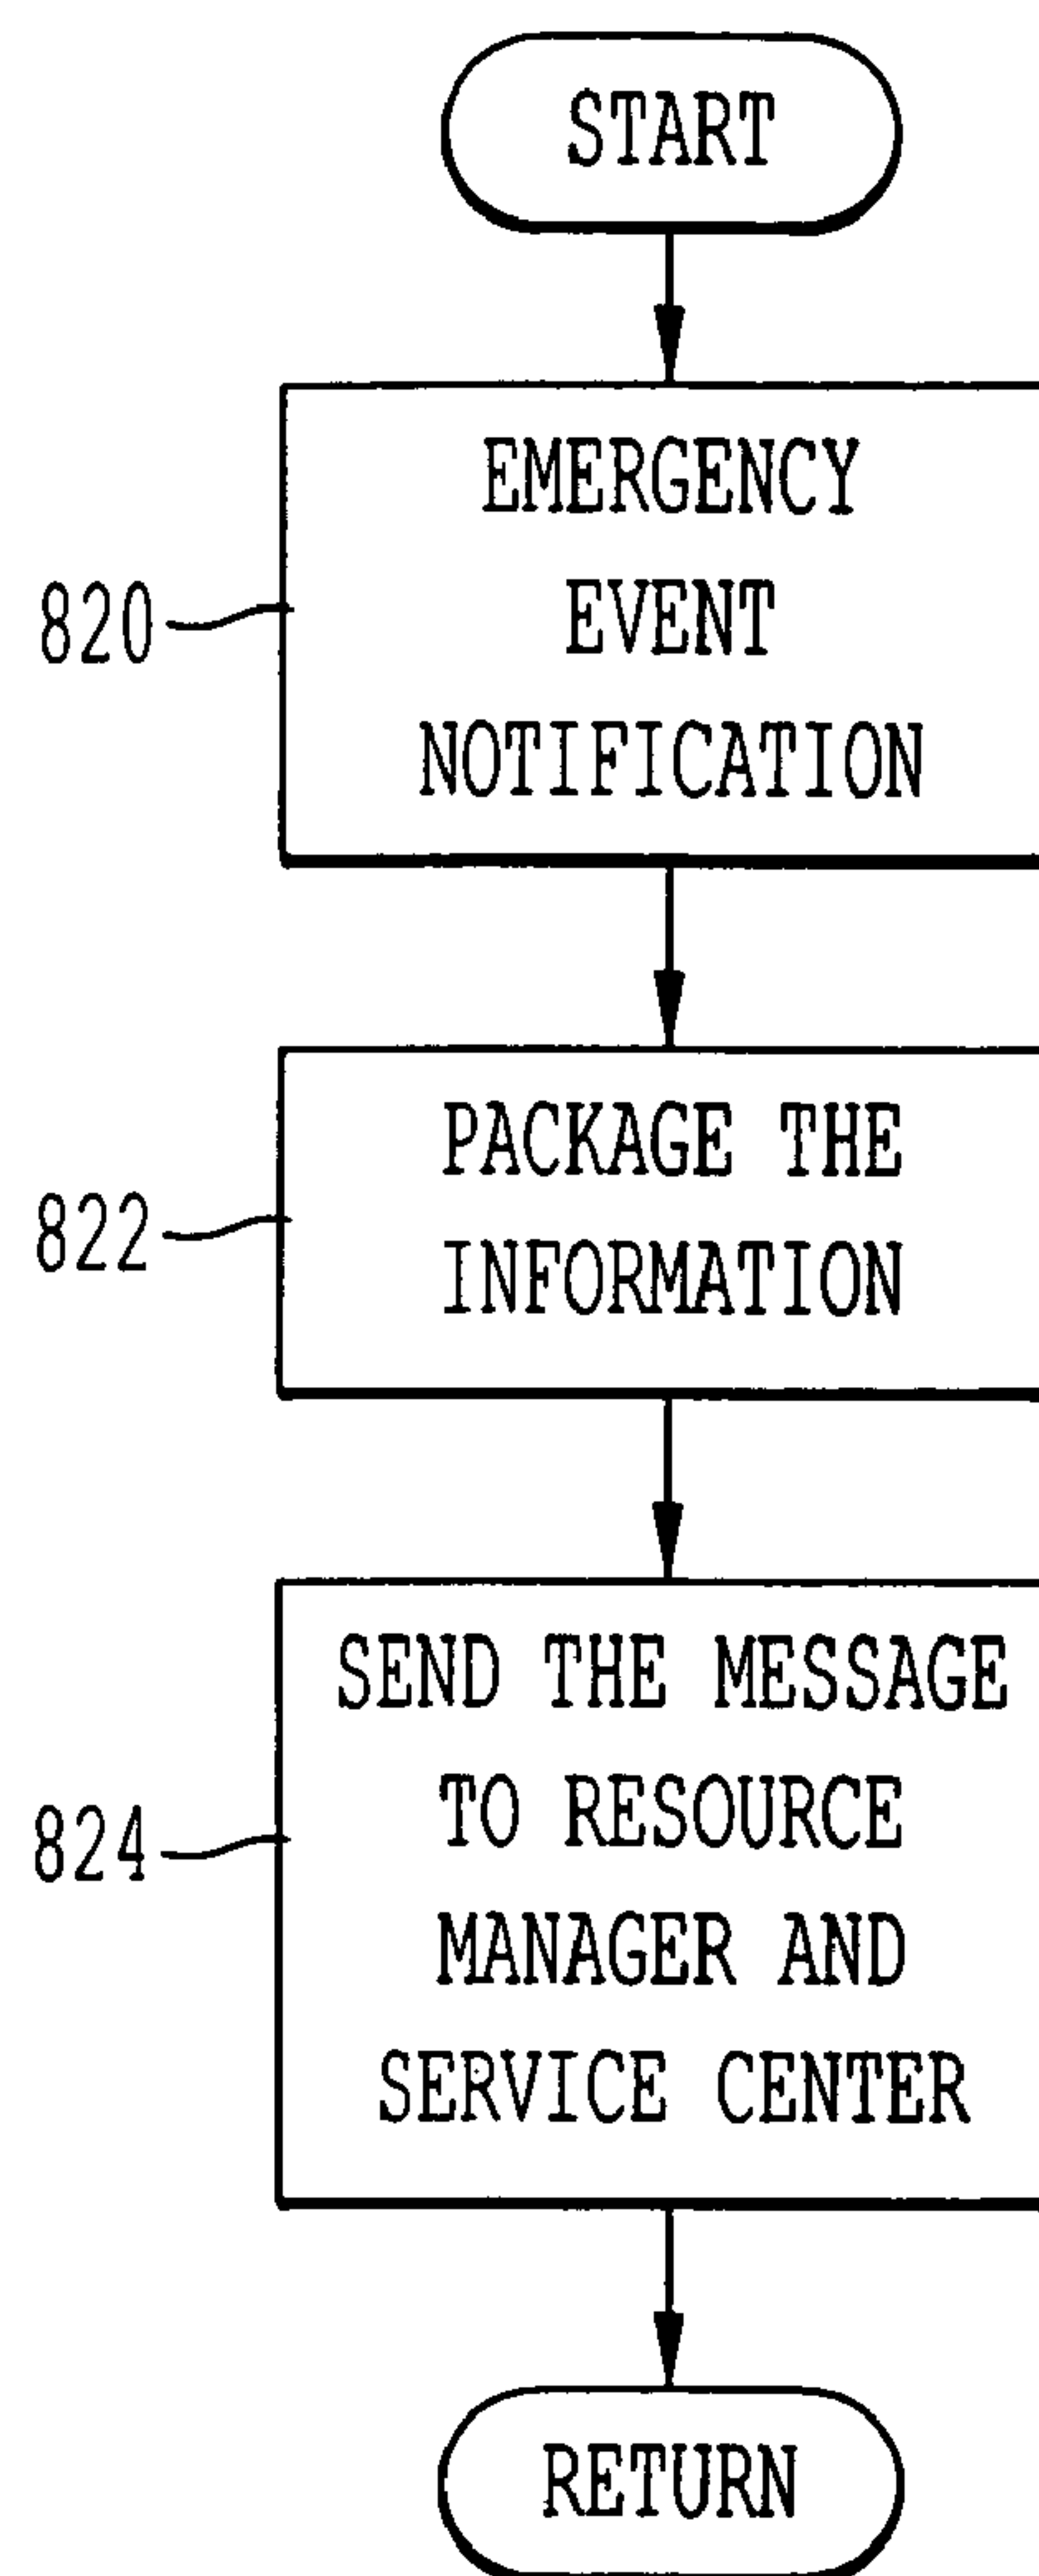 START
EMERGENCY
EVENT
NOTIFICATION
820
PACKAGE THE
INFORMATION
822
SEND THE MESSAGE
TO RESOURCE
MANAGER AND
SERVICE CENTER
824
RETURN